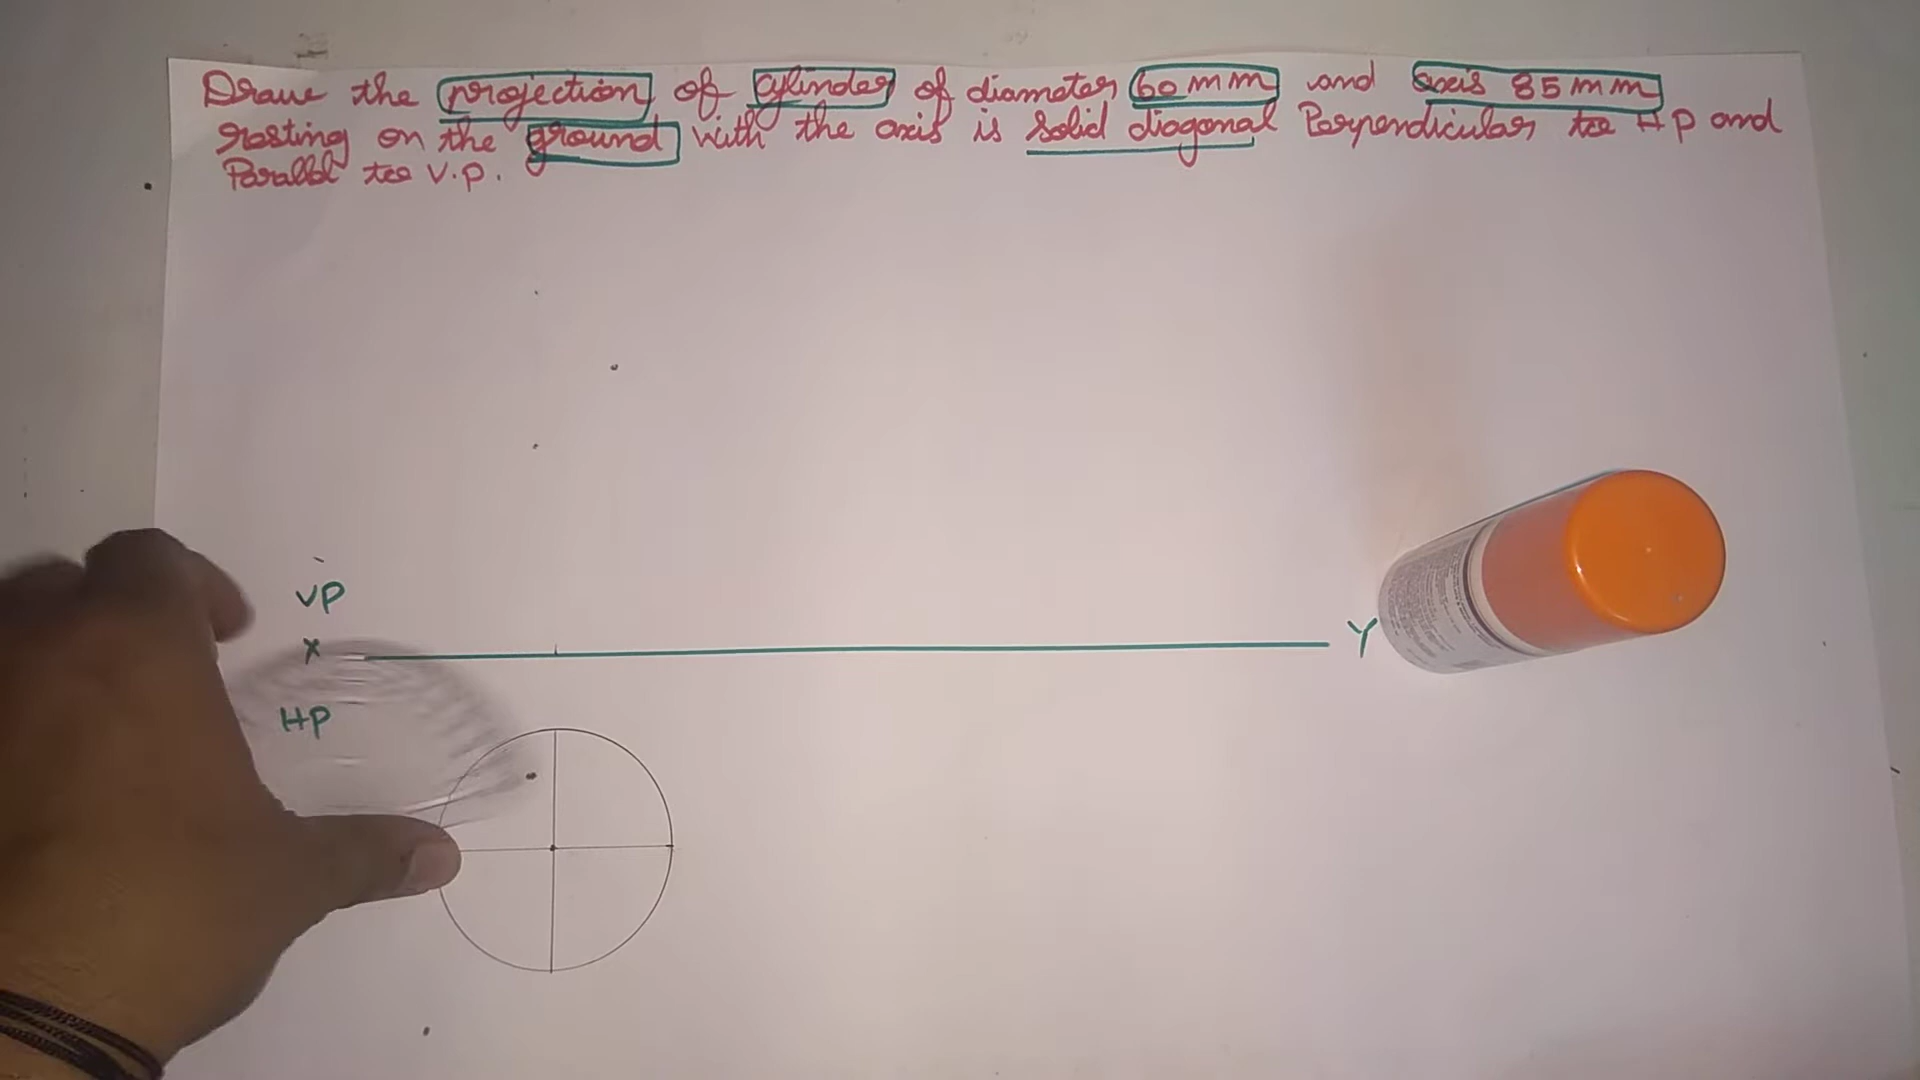 Draw the projection of cylinder of diameter 60 mm and axis 85 mm
resting on the ground with the axis is solid diagonal Perpendicular to HP and
Parallel to V.P.
VP
X
Y
HP